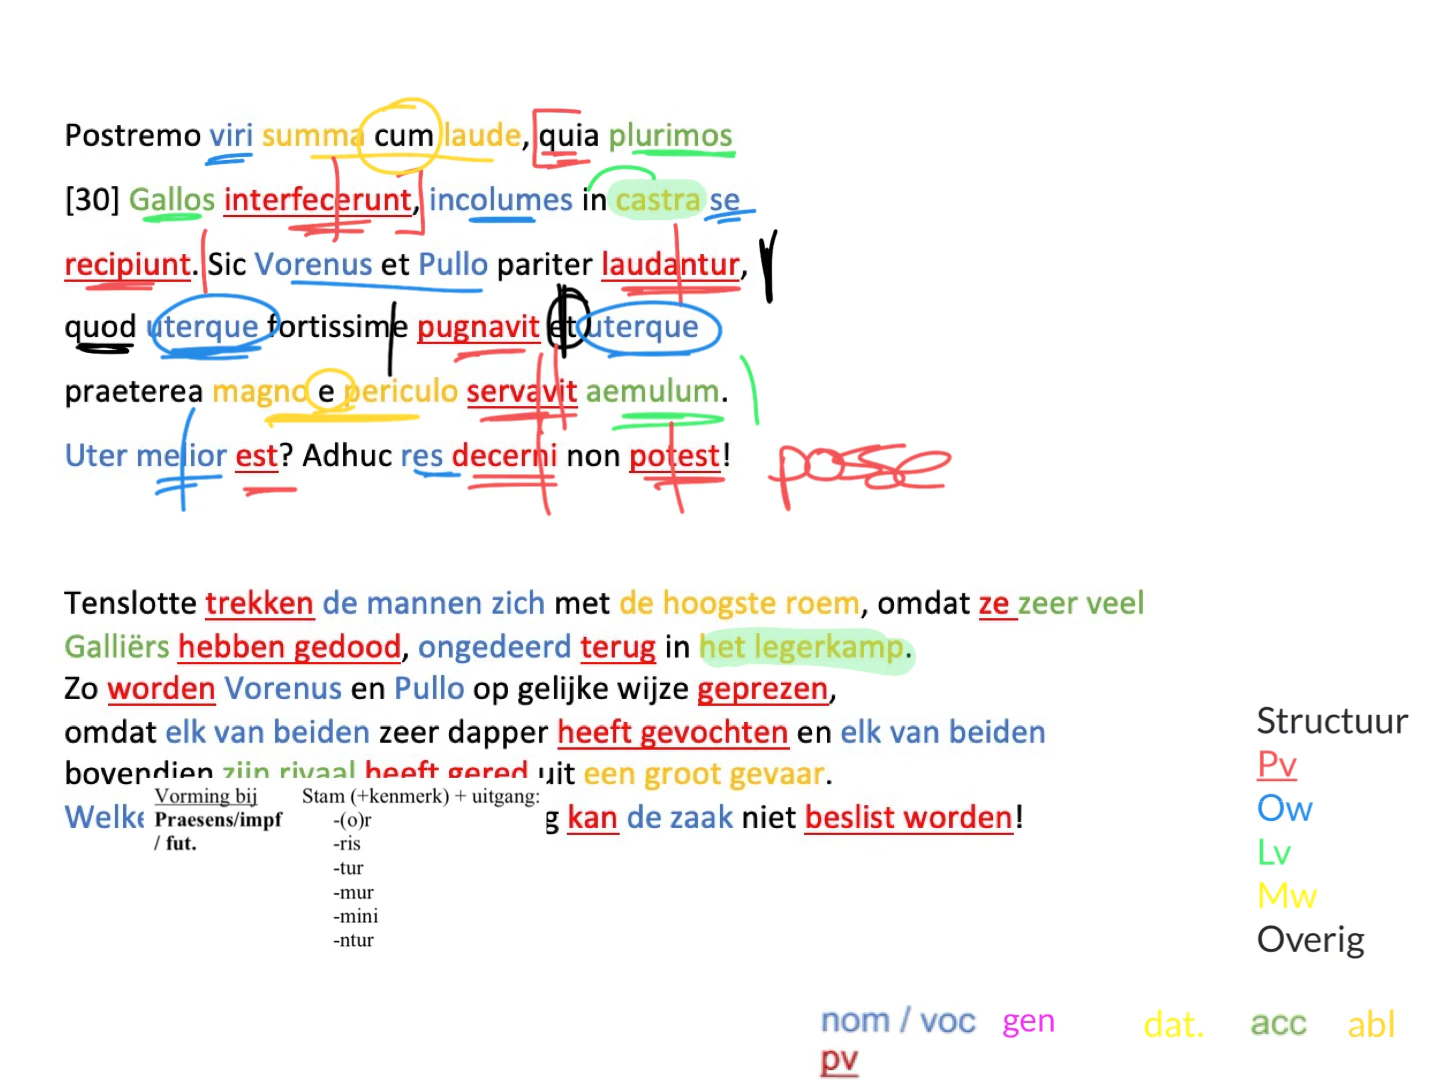 Postremo viri summa cum laude, quia plurimos
[30] Gallos interfecerunt, incolumes in castra se
recipiunt. Sic Vorenus et Pullo pariter laudantur,
quod uterque fortissime pugnavit et uterque
praeterea magno e periculo servavit aemulum.
Uter melior est? Adhuc res decerni non potest!
posse
Tenslotte trekken de mannen zich met de hoogste roem, omdat ze zeer veel
Galliërs hebben gedood, ongedeerd terug in het legerkamp.
Zo worden Vorenus en Pullo op gelijke wijze geprezen,
omdat elk van beiden zeer dapper heeft gevochten en elk van beiden
bovendien zijn rivaal heeft gered uit een groot gevaar.
kan de zaak niet beslist worden!
Vorming bij Stam (+kenmerk) + uitgang:
Praesens/impf -(o)r
/ fut. -ris
-tur
-mur
-mini
-ntur
Structuur
Pv
Ow
Lv
Mw
Overig
nom / voc gen dat. acc abl
pv